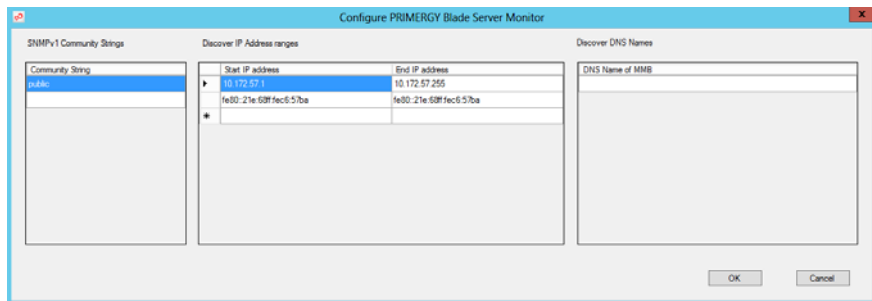 Configure PRIMERGY Blade Server Monitor
x
SNMPv1 Community Strings
Discover IP Address ranges
Discover DNS Names
Community String
Start IP address
End IP address
DNS Name of MMB
public
10.172.57.1
10.172.57.255
fe80::21e:68ff:fec6:57ba
fe80::21e:68ff:fec6:57ba
*
OK
Cancel